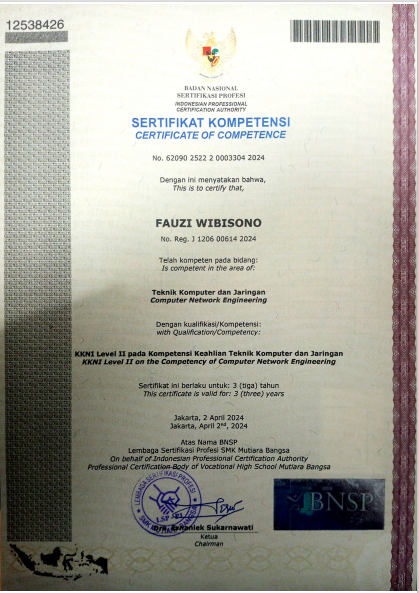 12538426
BADAN NASIONAL
SERTIFIKASI PROFESI
INDONESIAN PROFESSIONAL
CERTIFICATION AUTHORITY
SERTIFIKAT KOMPETENSI
CERTIFICATE OF COMPETENCE
No. 62090 2522 2 0003304 2024
Dengan ini menyatakan bahwa,
This is to certify that,
FAUZI WIBISONO
No. Reg. J 1206 00614 2024
Telah kompeten pada bidang:
Is competent in the area of:
Teknik Komputer dan Jaringan
Computer Network Engineering
Dengan kualifikasi/Kompetensi:
with Qualification/Competency:
KKNI Level II pada Kompetensi Keahlian Teknik Komputer dan Jaringan
KKNI Level II on the Competency of Computer Network Engineering
Sertifikat ini berlaku untuk: 3 (tiga) tahun
This certificate is valid for: 3 (three) years
Jakarta, 2 April 2024
Jakarta, April 2nd, 2024
Atas Nama BNSP
Lembaga Sertifikasi Profesi SMK Mutiara Bangsa
On behalf of Indonesian Professional Certification Authority
Professional Certification Body of Vocational High School Mutiara Bangsa
LEMBAGA SERTIFIKASI PROFESI
LSP P1
SMK MUTIARA BANGSA
BNSP
Sukarnawati
Ketua
Chairman